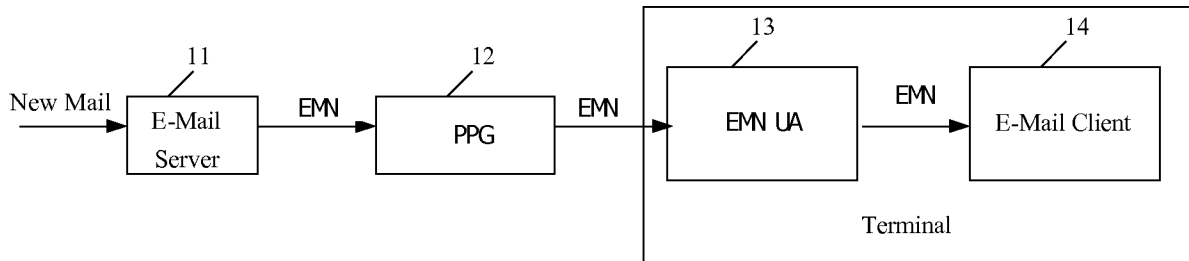 11
12
13
14
New Mail
E-Mail
Server
EMN
PPG
EMN
EMN UA
EMN
E-Mail Client
Terminal